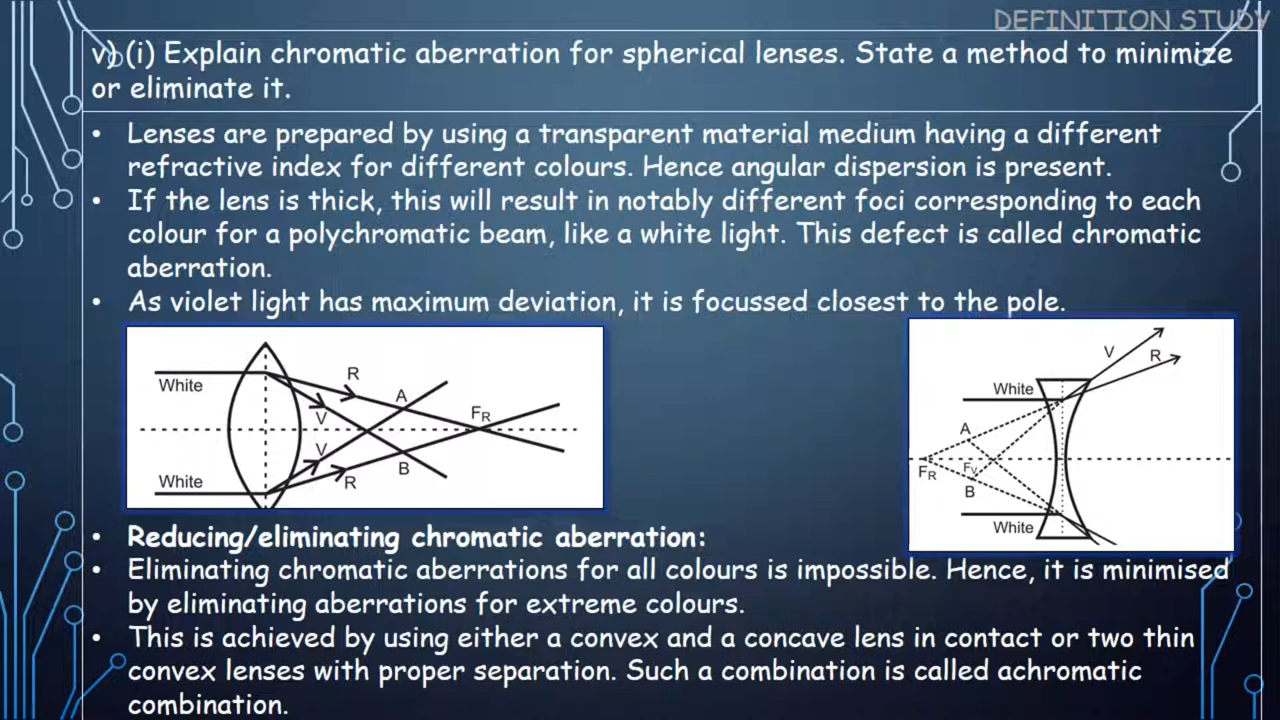 DEFINITION STUDY
v) (i) Explain chromatic aberration for spherical lenses. State a method to minimize
or eliminate it.
• Lenses are prepared by using a transparent material medium having a different
refractive index for different colours. Hence angular dispersion is present.
• If the lens is thick, this will result in notably different foci corresponding to each
colour for a polychromatic beam, like a white light. This defect is called chromatic
aberration.
• As violet light has maximum deviation, it is focussed closest to the pole.
White
R
V
A
FR
V
B
White
R
V
R
White
A
FR
FV
B
White
• Reducing/eliminating chromatic aberration:
• Eliminating chromatic aberrations for all colours is impossible. Hence, it is minimised
by eliminating aberrations for extreme colours.
• This is achieved by using either a convex and a concave lens in contact or two thin
convex lenses with proper separation. Such a combination is called achromatic
combination.